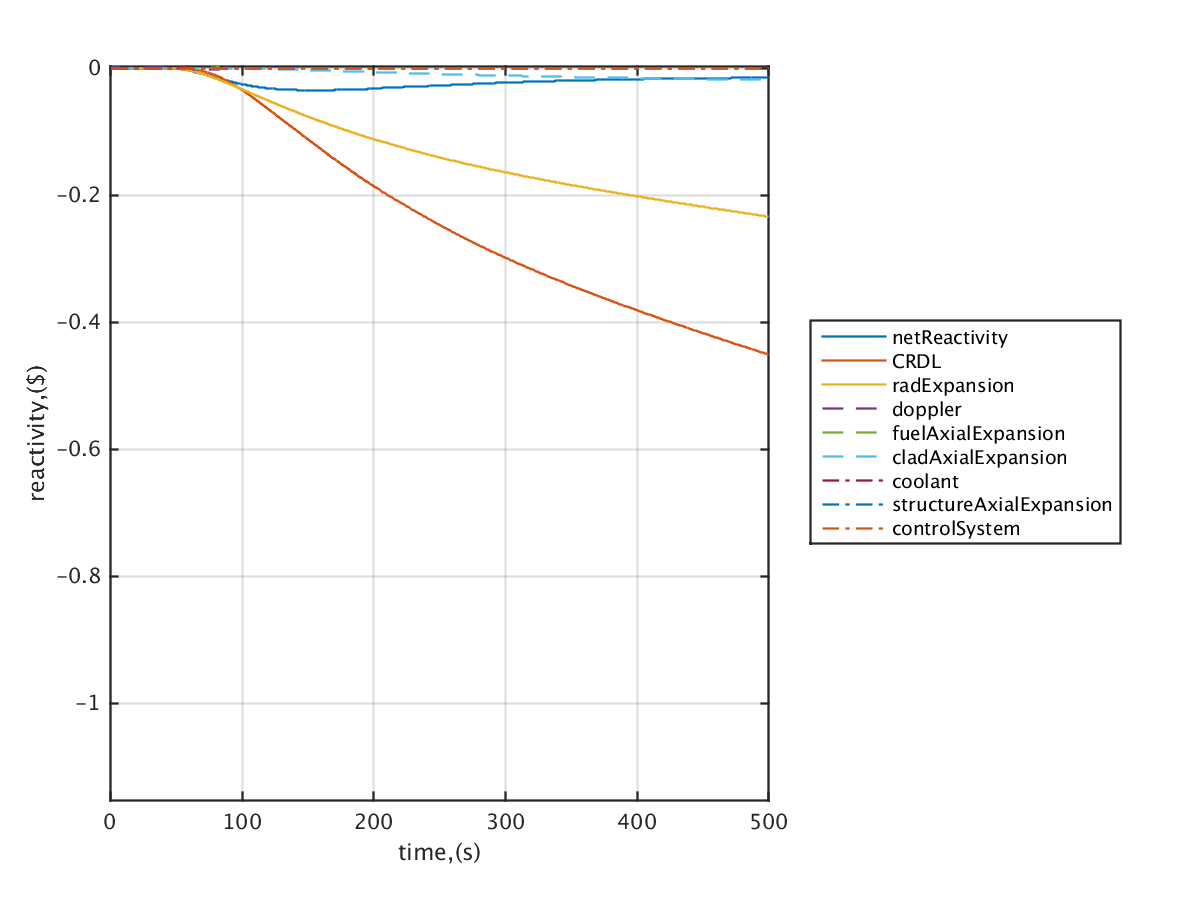 0
−0.2
−0.4
−0.6
−0.8
−1
reactivity,($)
0 100 200 300 400 500
time,(s)
netReactivity
CRDL
radExpansion
doppler
fuelAxialExpansion
cladAxialExpansion
coolant
structureAxialExpansion
controlSystem